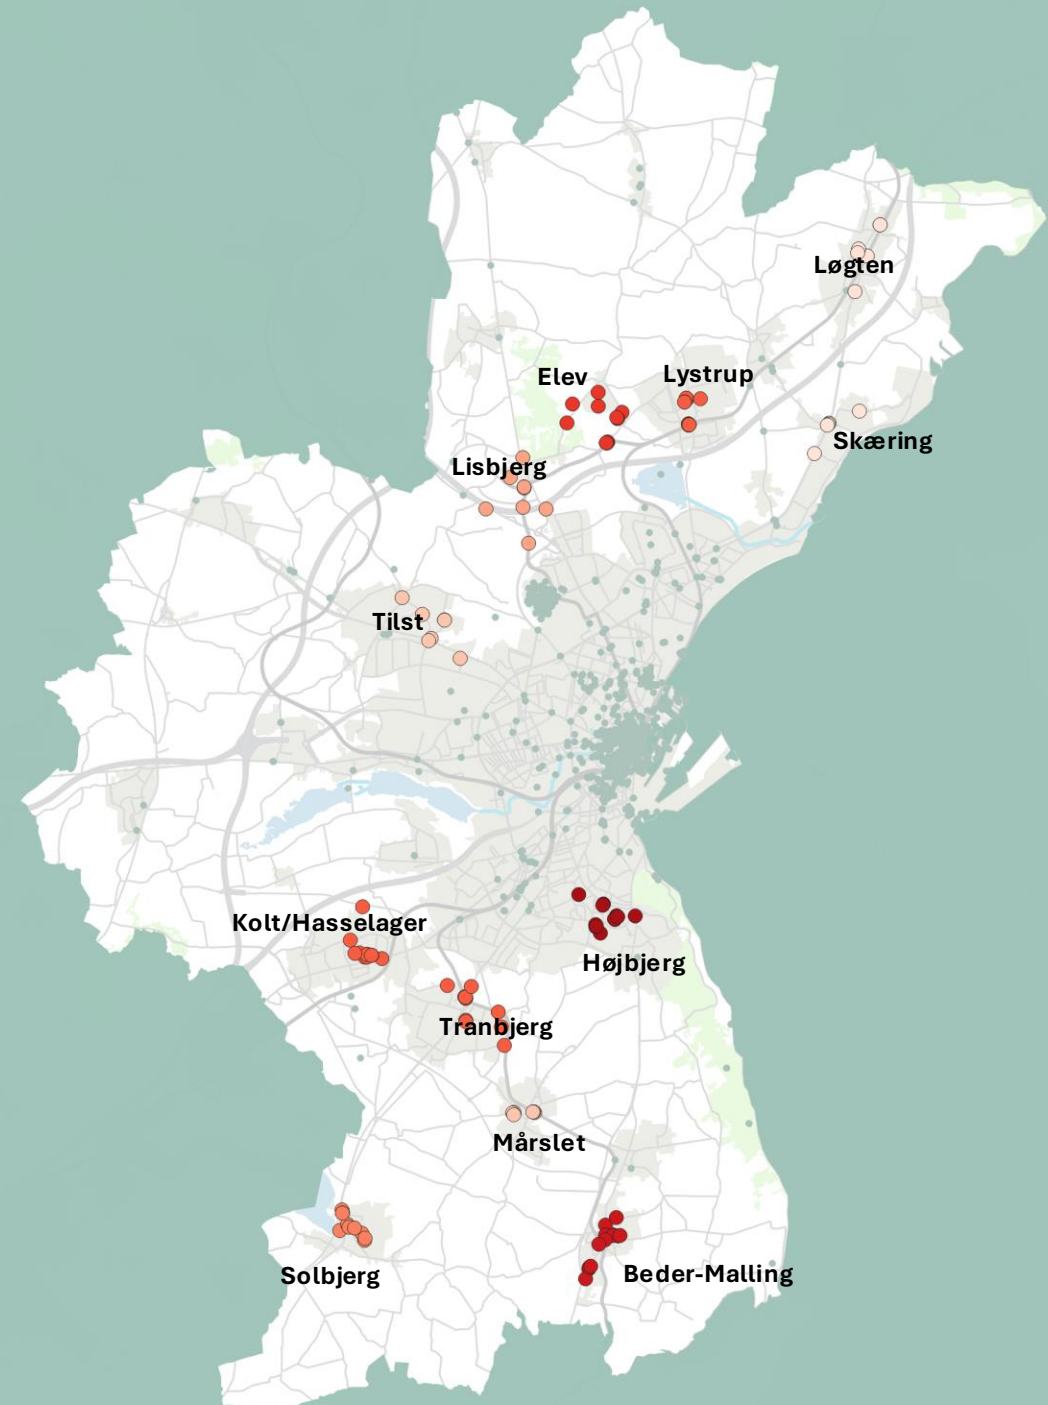 Løgten
Elev
Lystrup
Skæring
Lisbjerg
Tilst
Kolt/Hasselager
Højbjerg
Tranbjerg
Mårslet
Solbjerg
Beder-Malling